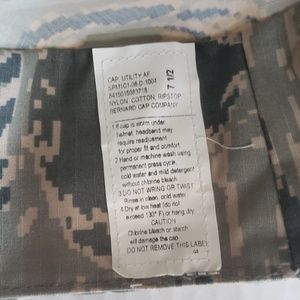 CAP, UTILITY AF
SPM1C1-08-D-1001
8415015963718
NYLON, COTTON, RIPSTOP
BERNARD CAP COMPANY
7 1/2
1 If cap is worn under
helmet, headband may
require readjustment
for proper fit and comfort.
2 Hand or machine wash using
permanent press cycle,
cold water and mild detergent
without chlorine bleach
3 DO NOT WRING OR TWIST
Rinse in clean, cold water.
4 Dry at low heat (do not
exceed 130° F) or hang dry.
CAUTION
Chlorine bleach or starch
will damage the cap
DO NOT REMOVE THIS LABEL